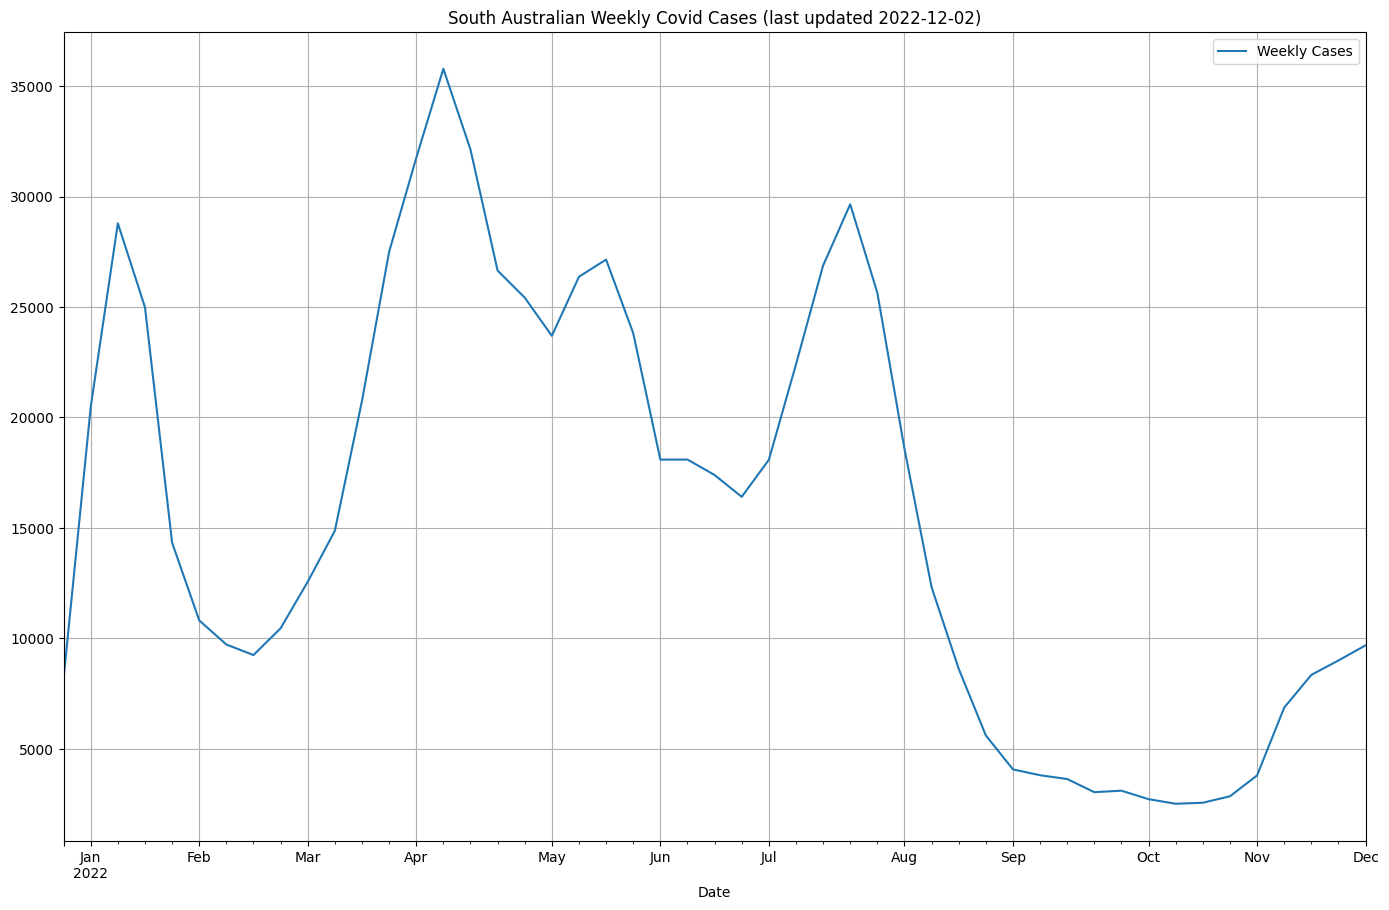 South Australian Weekly Covid Cases (last updated 2022-12-02)
Weekly Cases
35000
30000
25000
20000
15000
10000
5000
Jan Feb Mar Apr May Jun Jul Aug Sep Oct Nov Dec
2022
Date